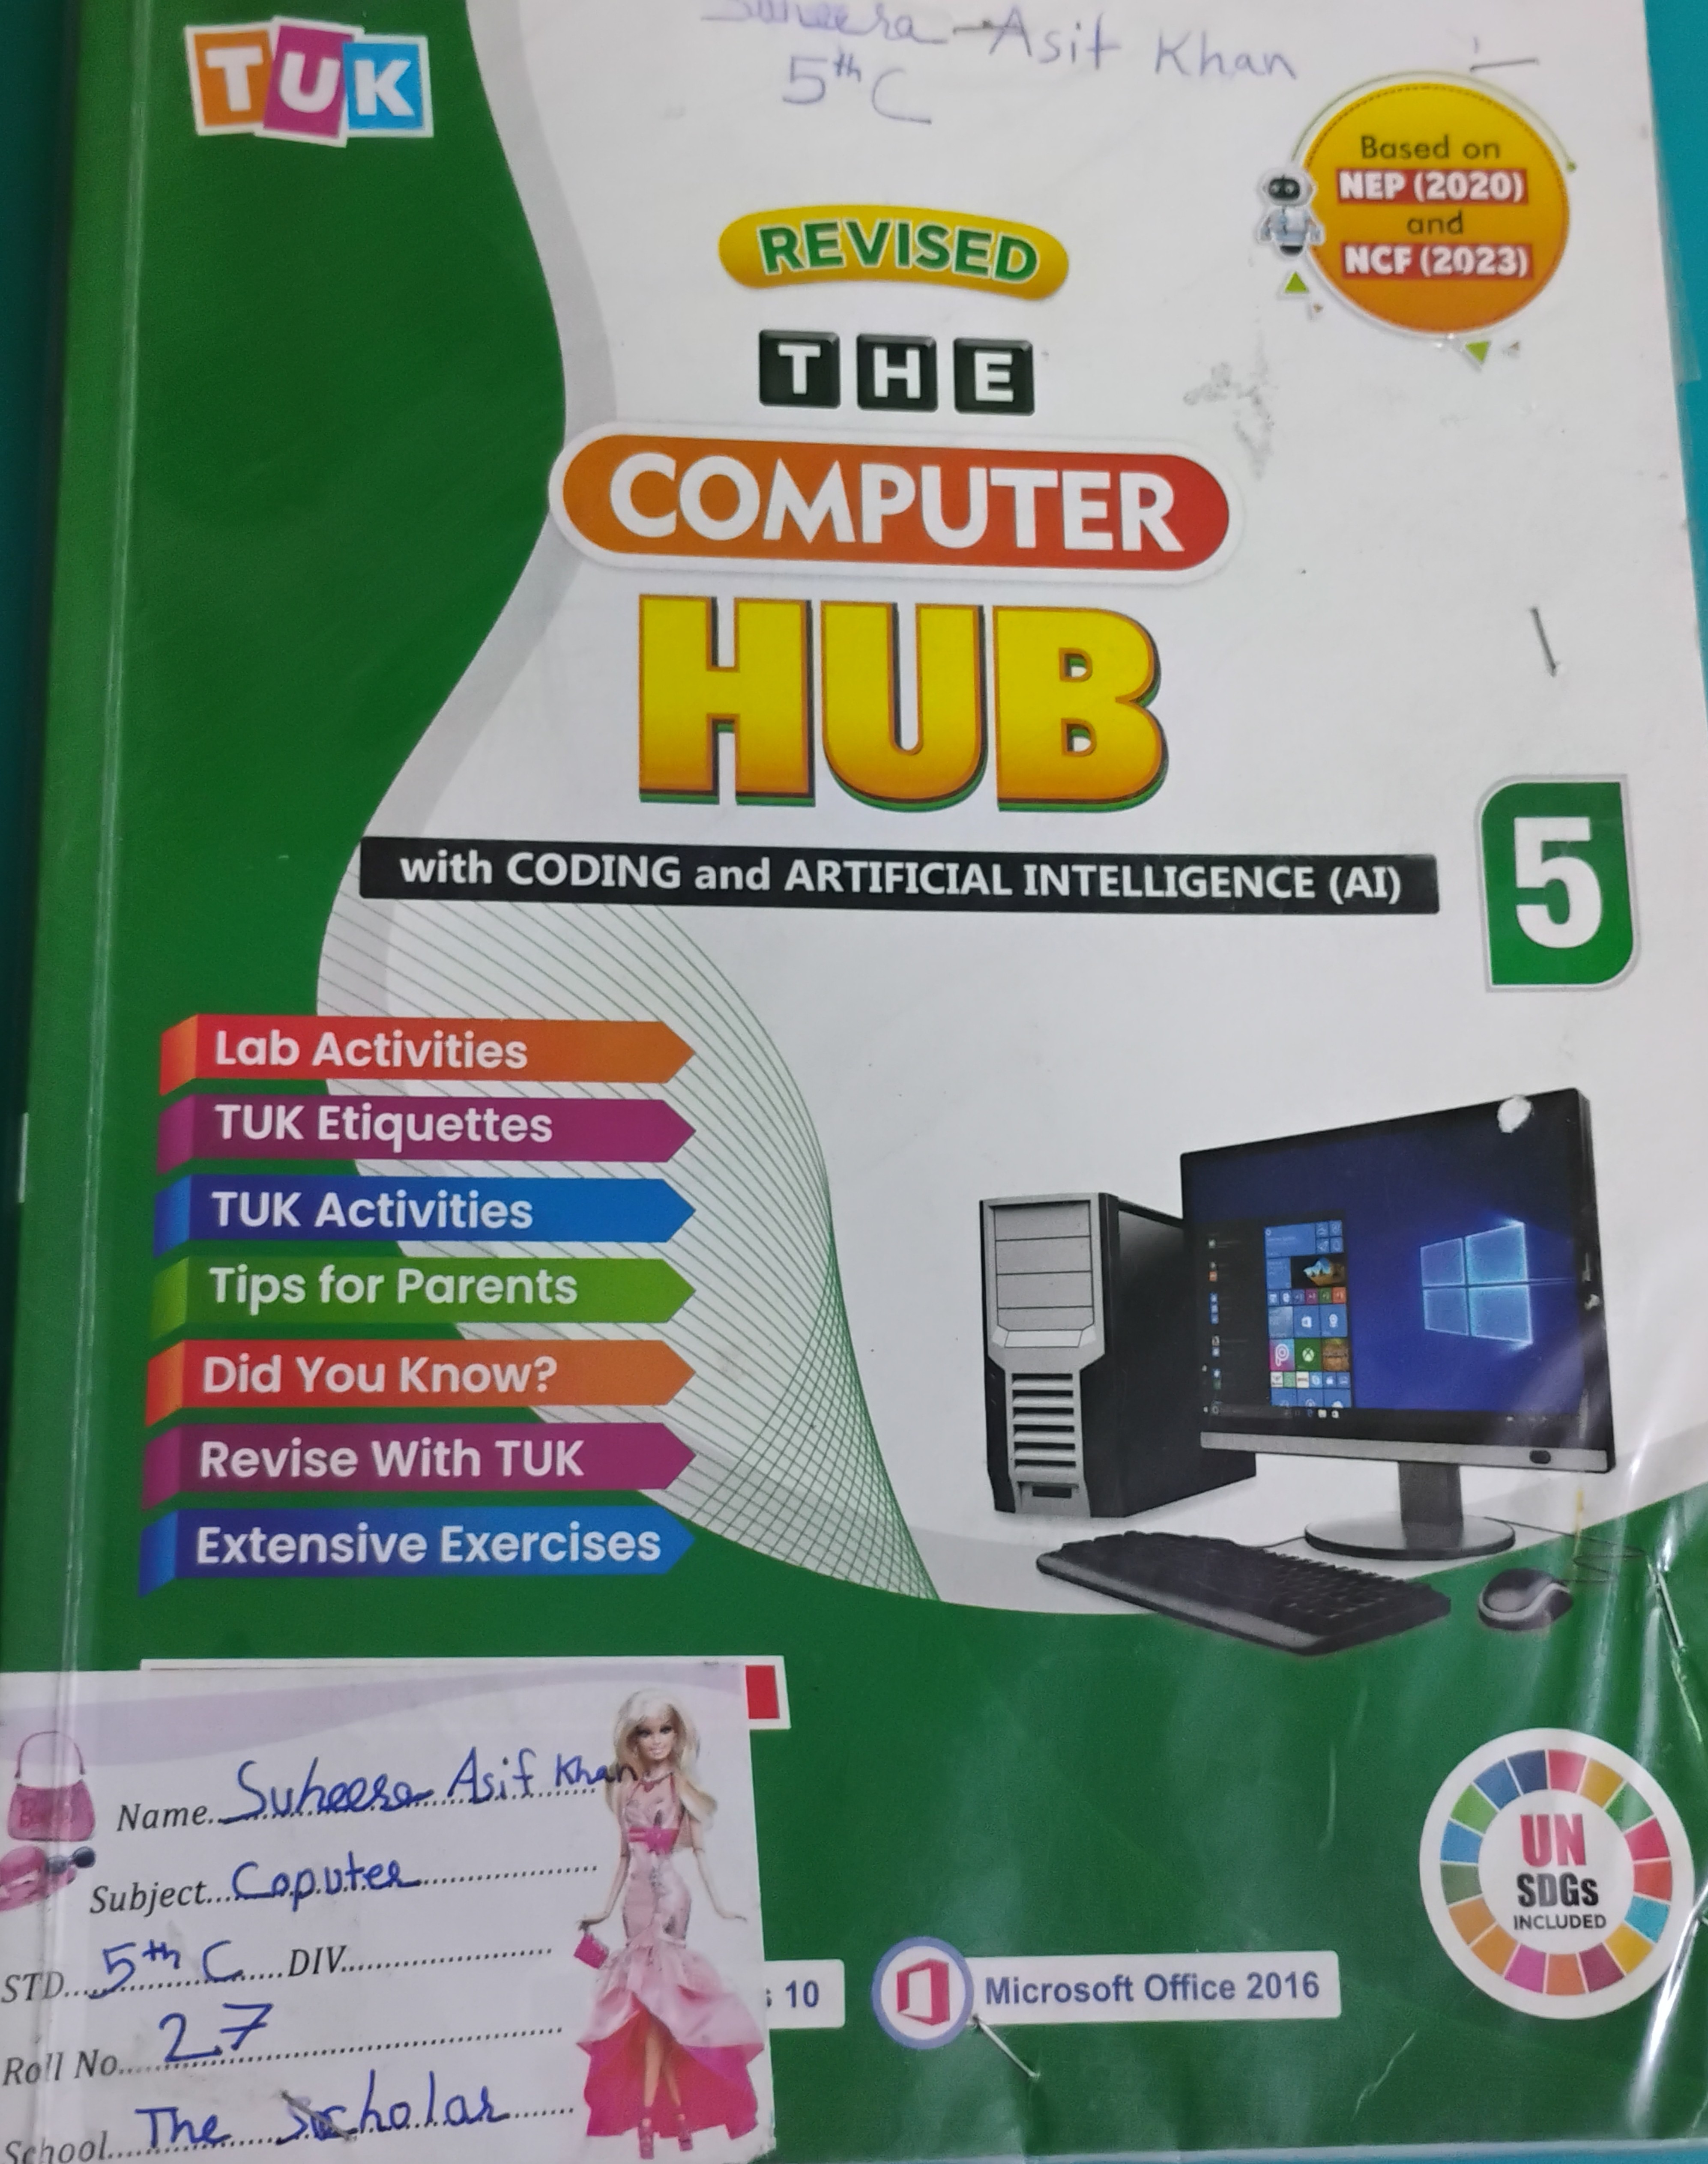 Suheera Asif Khan
5th C
TUK
Based on
NEP (2020)
and
NCF (2023)
REVISED
THE
COMPUTER
HUB
with CODING and ARTIFICIAL INTELLIGENCE (AI)
5
Lab Activities
TUK Etiquettes
TUK Activities
Tips for Parents
Did You Know?
Revise With TUK
Extensive Exercises
Name Suheera Asif Khan
Subject Coputer
STD 5th C DIV
Roll No 27
School The Scholar
10
Microsoft Office 2016
UN
SDGs
INCLUDED